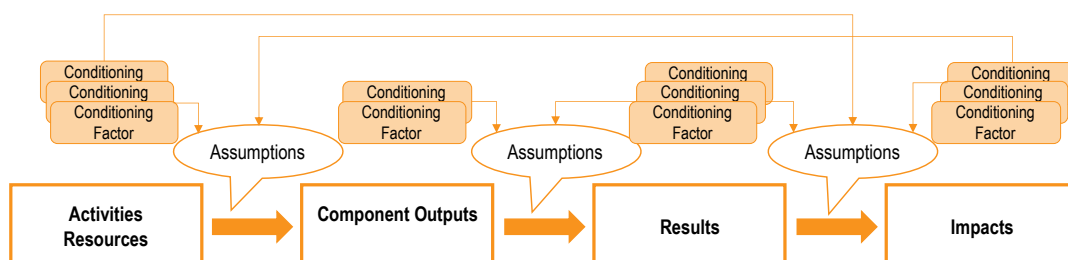 Conditioning
Conditioning
Conditioning
Factor
Conditioning
Conditioning
Factor
Conditioning
Conditioning
Conditioning
Factor
Conditioning
Conditioning
Conditioning
Factor
Assumptions
Assumptions
Assumptions
Activities
Resources
Component Outputs
Results
Impacts